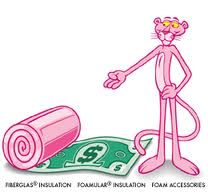 $
FIBERGLAS® INSULATION FOAMULAR® INSULATION FOAM ACCESSORIES